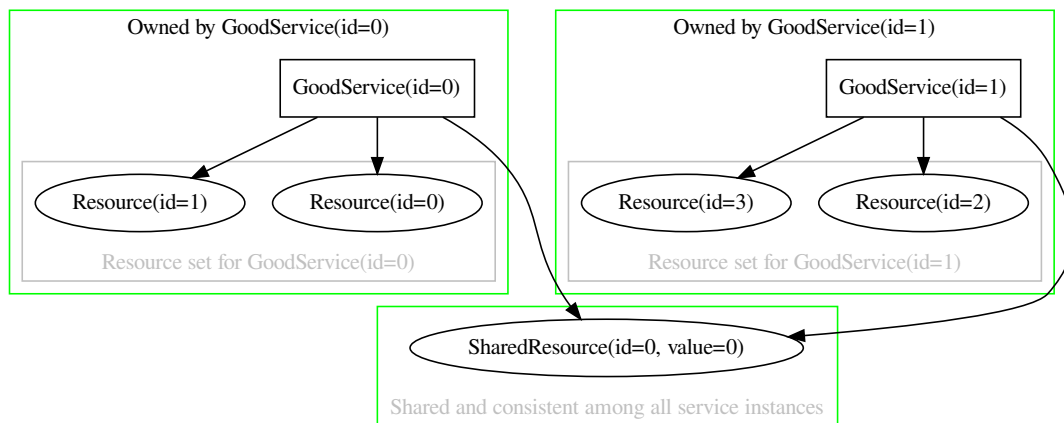 Owned by GoodService(id=0)
Owned by GoodService(id=1)
GoodService(id=0)
GoodService(id=1)
Resource(id=1)
Resource(id=0)
Resource(id=3)
Resource(id=2)
Resource set for GoodService(id=0)
Resource set for GoodService(id=1)
SharedResource(id=0, value=0)
Shared and consistent among all service instances